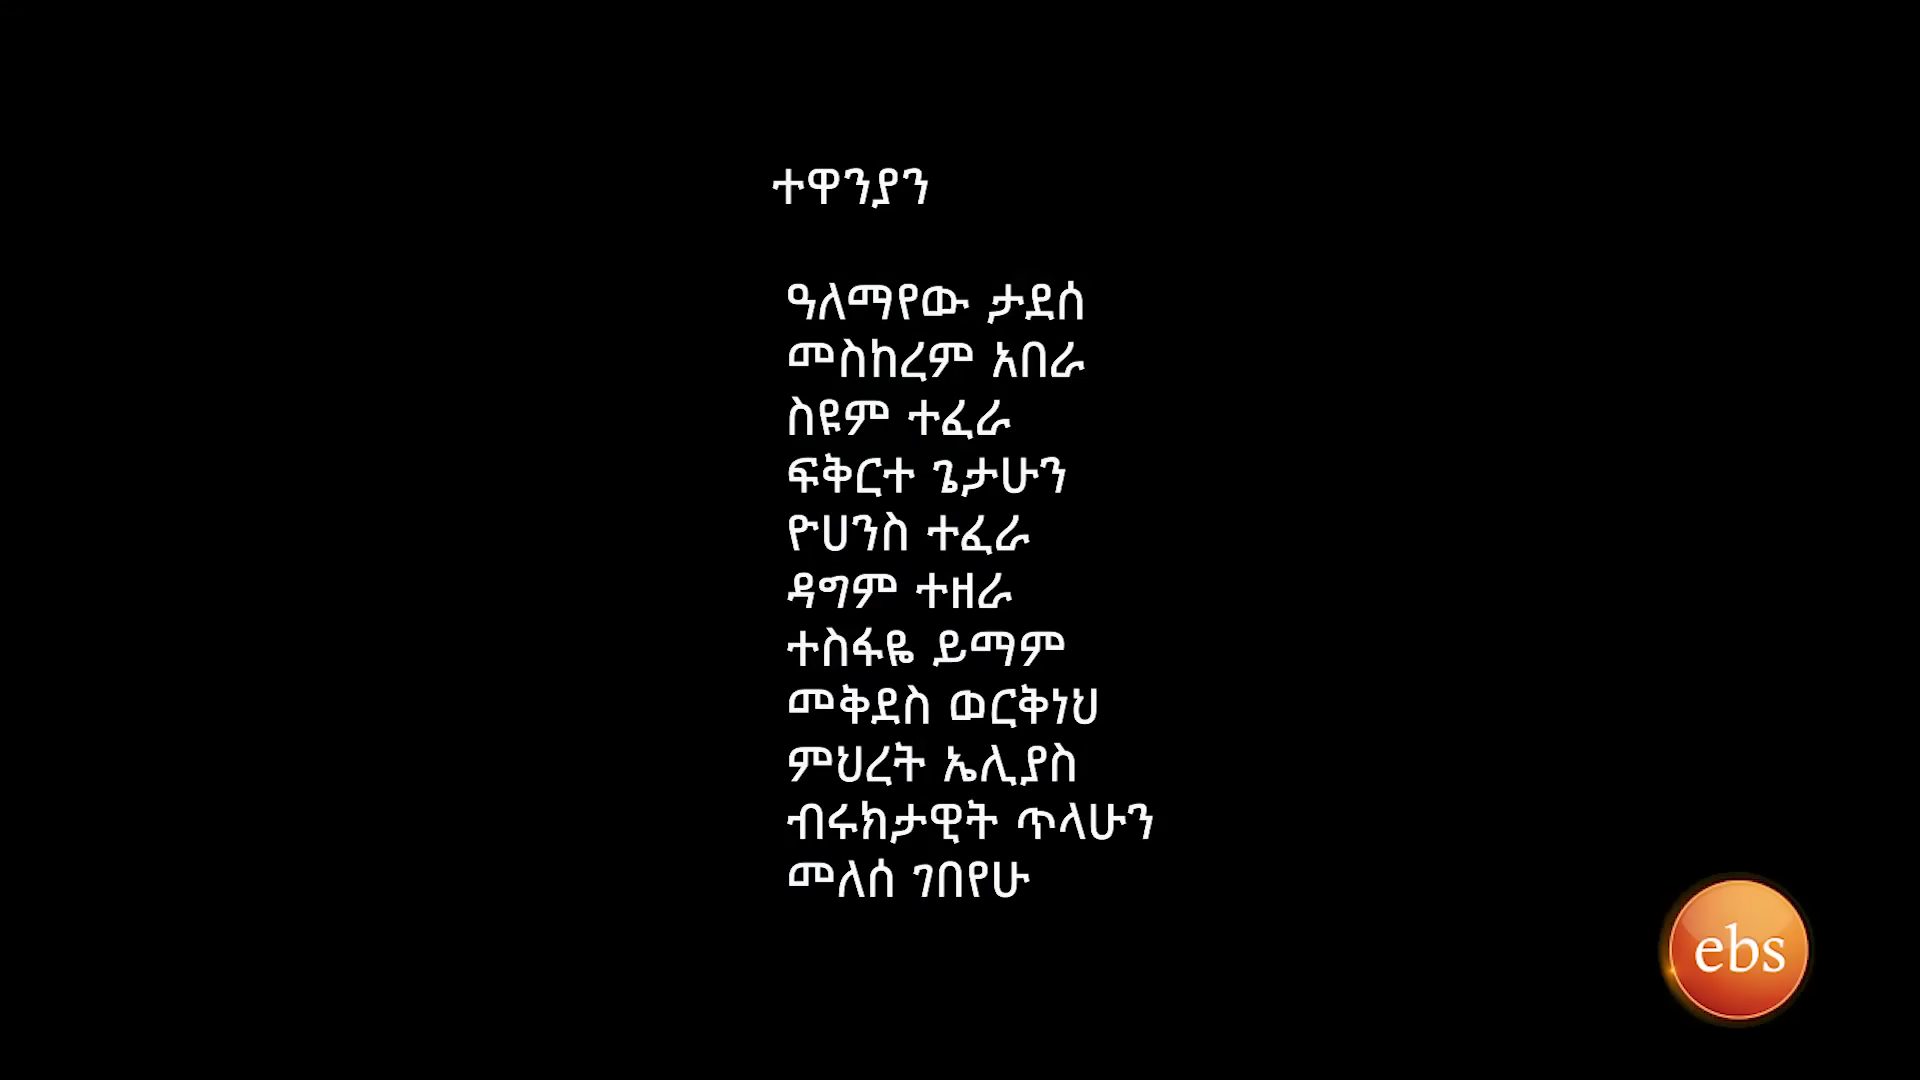 ተዋንያን
ዓለማየው ታደሰ
መስከረም አበራ
ስዩም ተፈራ
ፍቅርተ ጌታሁን
ዮሀንስ ተፈራ
ዳግም ተዘራ
ተስፋዬ ይማም
መቅደስ ወርቅነህ
ምህረት ኤሊያስ
ብሩክታዊት ጥላሁን
መለሰ ገበየሁ
ebs